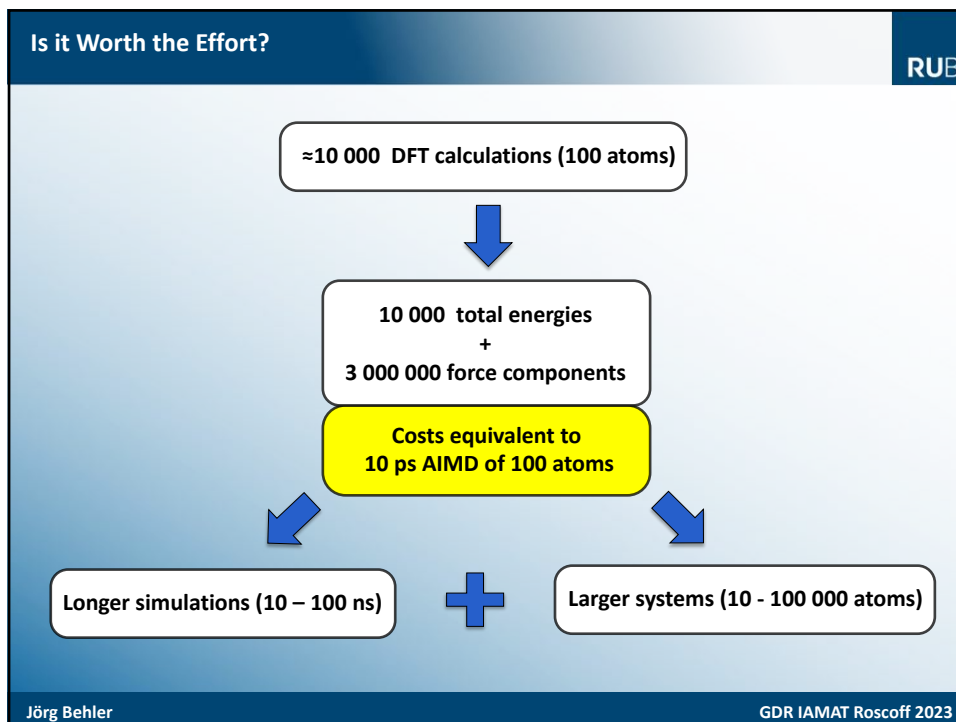 Is it Worth the Effort?
RUB
≈10 000 DFT calculations (100 atoms)
10 000 total energies
+
3 000 000 force components
Costs equivalent to
10 ps AIMD of 100 atoms
Longer simulations (10 – 100 ns)
Larger systems (10 - 100 000 atoms)
Jörg Behler
GDR IAMAT Roscoff 2023